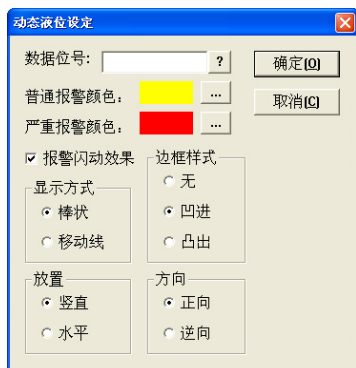 动态液位设定
数据位号:
?
确定[O]
普通报警颜色:
...
取消[C]
严重报警颜色:
...
报警闪动效果
边框样式
无
显示方式
棒状
凹进
移动线
凸出
放置
方向
竖直
正向
水平
逆向